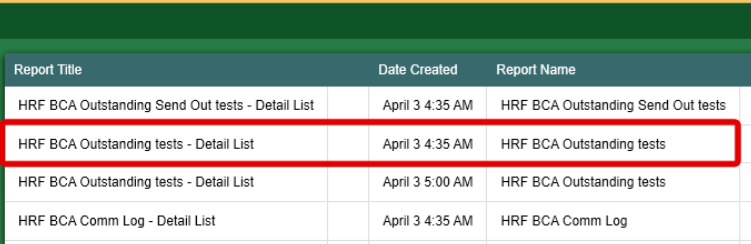 Report Title Date Created Report Name
HRF BCA Outstanding Send Out tests - Detail List April 3 4:35 AM HRF BCA Outstanding Send Out tests
HRF BCA Outstanding tests - Detail List April 3 4:35 AM HRF BCA Outstanding tests
HRF BCA Outstanding tests - Detail List April 3 5:00 AM HRF BCA Outstanding tests
HRF BCA Comm Log - Detail List April 3 4:35 AM HRF BCA Comm Log